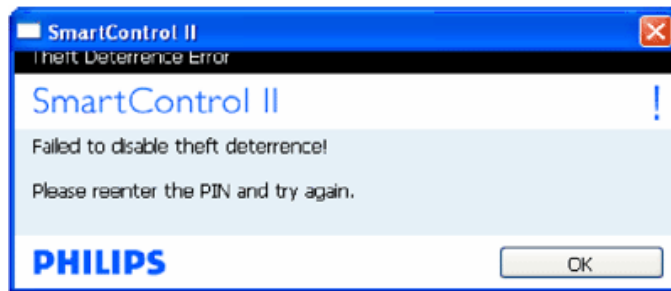 SmartControl II
Theft Deterrence Error
SmartControl II
!
Failed to disable theft deterrence!
Please reenter the PIN and try again.
PHILIPS
OK